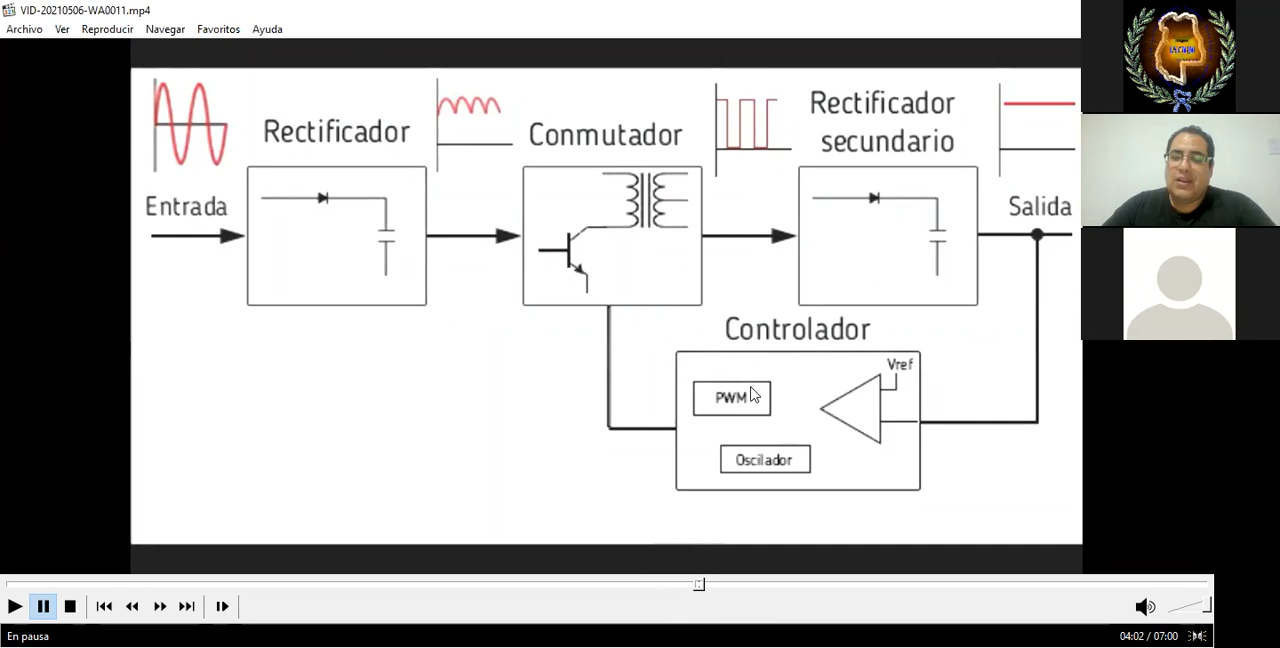 VID-20210506-WA0011.mp4
Archivo Ver Reproducir Navegar Favoritos Ayuda
Rectificador
Conmutador
Rectificador
secundario
Entrada
Salida
Controlador
Vref
PWM
Oscilador
En pausa
04:02 / 07:00